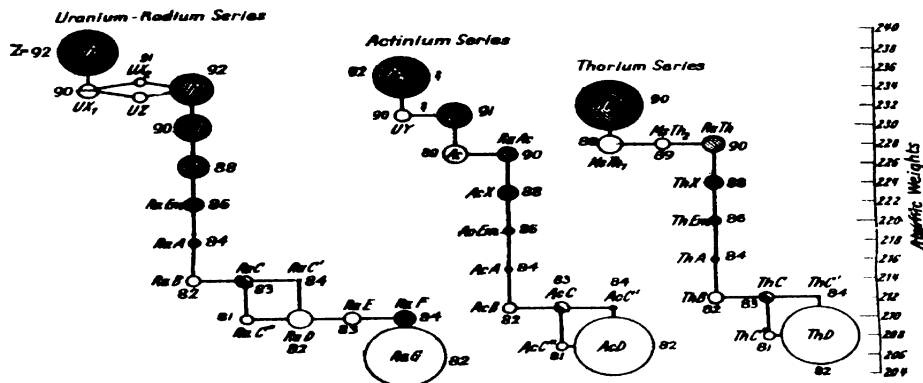 Uranium-Radium Series
Z=92
90
UX1
91
UX2
UZ
92
90
88
RaEm
86
RaA
84
RaB
82
RaC
83
RaC'
84
81
RaC"
RaD
82
RaE
83
RaF
84
RaG
82
Actinium Series
92
?
90
UY
?
91
89
Ac
RaAc
90
AcX
88
AcEm
86
AcA
84
AcB
82
83
AcC
84
AcC'
AcC"
81
AcD
82
Thorium Series
90
88
MsTh1
MsTh2
89
RaTh
90
ThX
88
ThEm
86
ThA
84
ThB
82
ThC
83
ThC'
84
ThC"
81
ThD
82
240
238
236
234
232
230
228
226
224
222
220
218
216
214
212
210
208
206
204
Weights